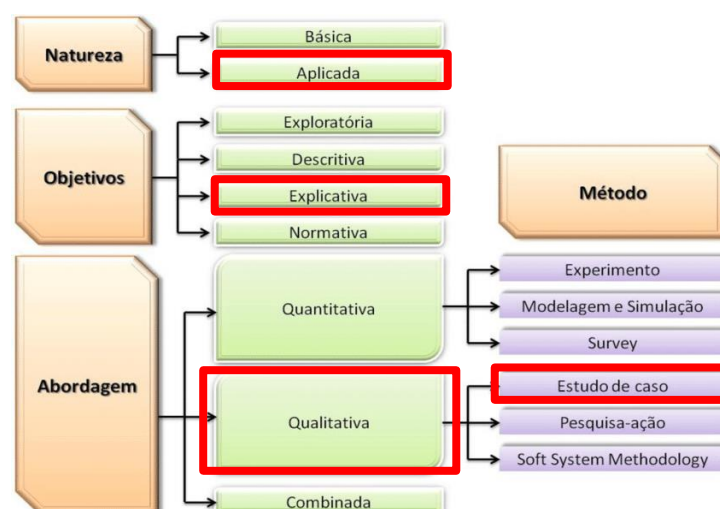 Natureza
Básica
Aplicada
Objetivos
Exploratória
Descritiva
Explicativa
Normativa
Método
Abordagem
Quantitativa
Experimento
Modelagem e Simulação
Survey
Qualitativa
Estudo de caso
Pesquisa-ação
Soft System Methodology
Combinada